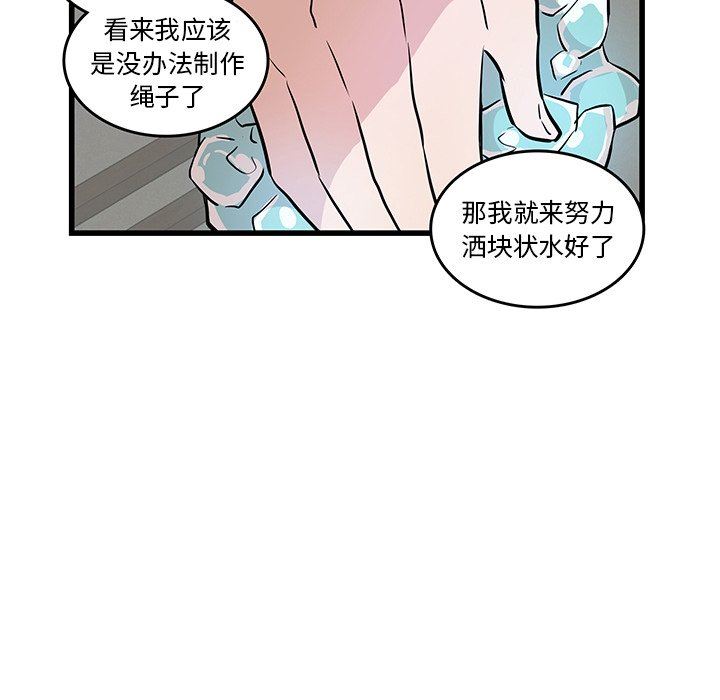 看来我应该
是没办法制作
绳子了
那我就来努力
洒块状水好了